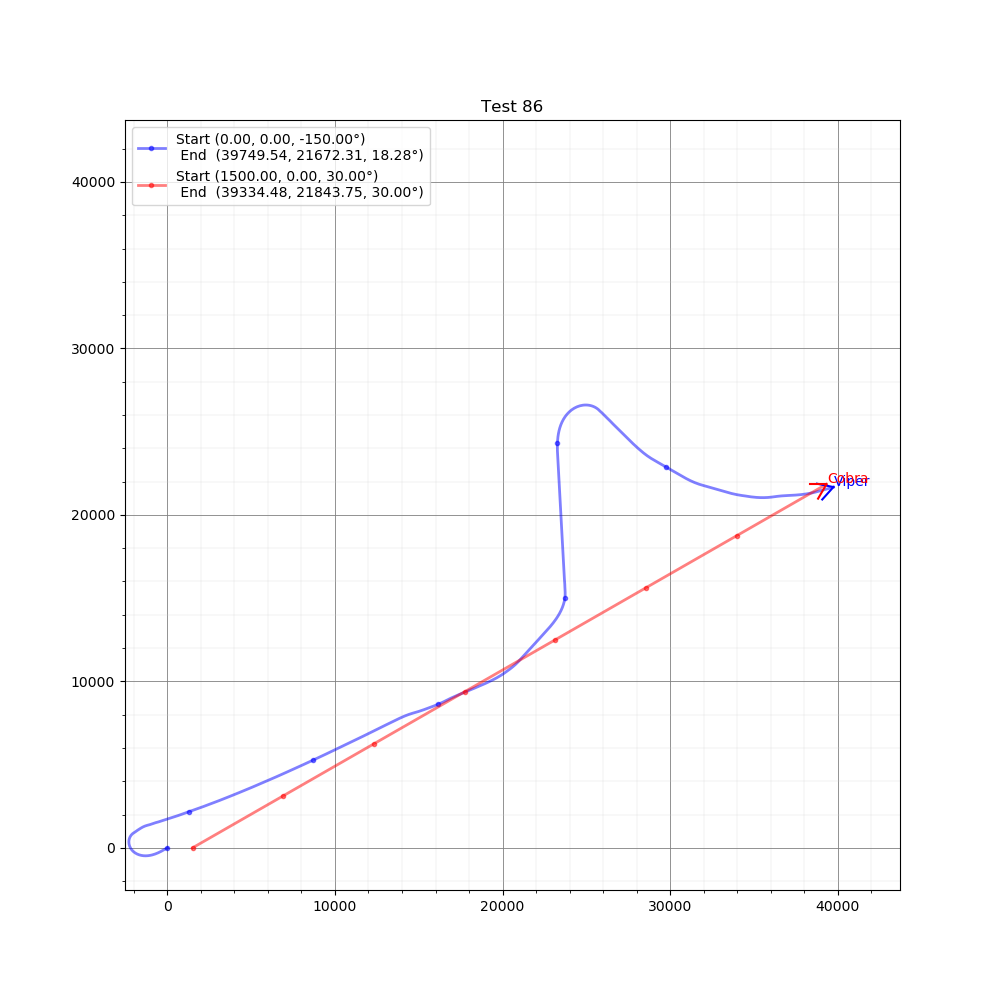 Test 86
Start (0.00, 0.00, -150.00°)
End (39749.54, 21672.31, 18.28°)
Start (1500.00, 0.00, 30.00°)
End (39334.48, 21843.75, 30.00°)
40000
30000
20000
10000
0
Cobra
Viper
0
10000
20000
30000
40000